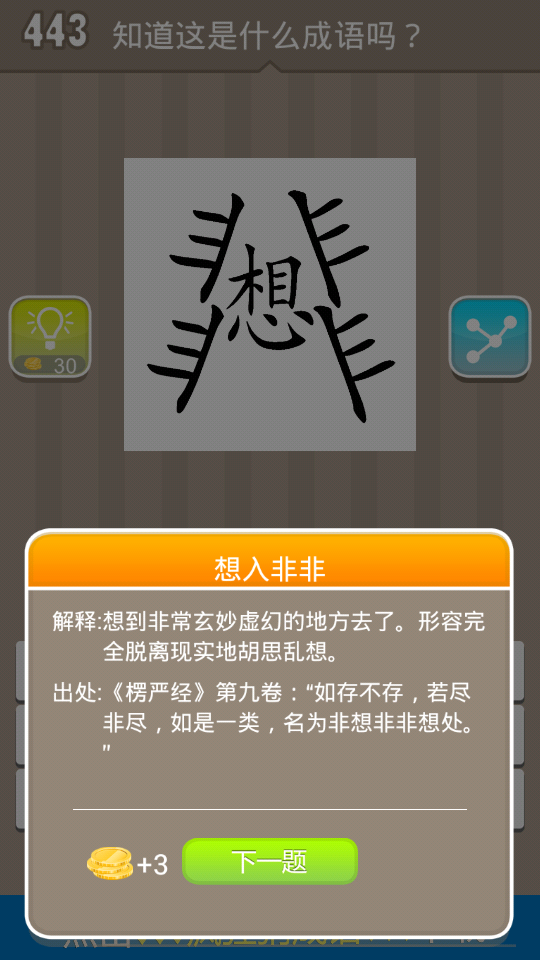 443 知道这是什么成语吗？
想
30
想入非非
解释:想到非常玄妙虚幻的地方去了。形容完
全脱离现实地胡思乱想。
出处:《楞严经》第九卷：“如存不存，若尽
非尽，如是一类，名为非想非非想处。
”
+3 下一题